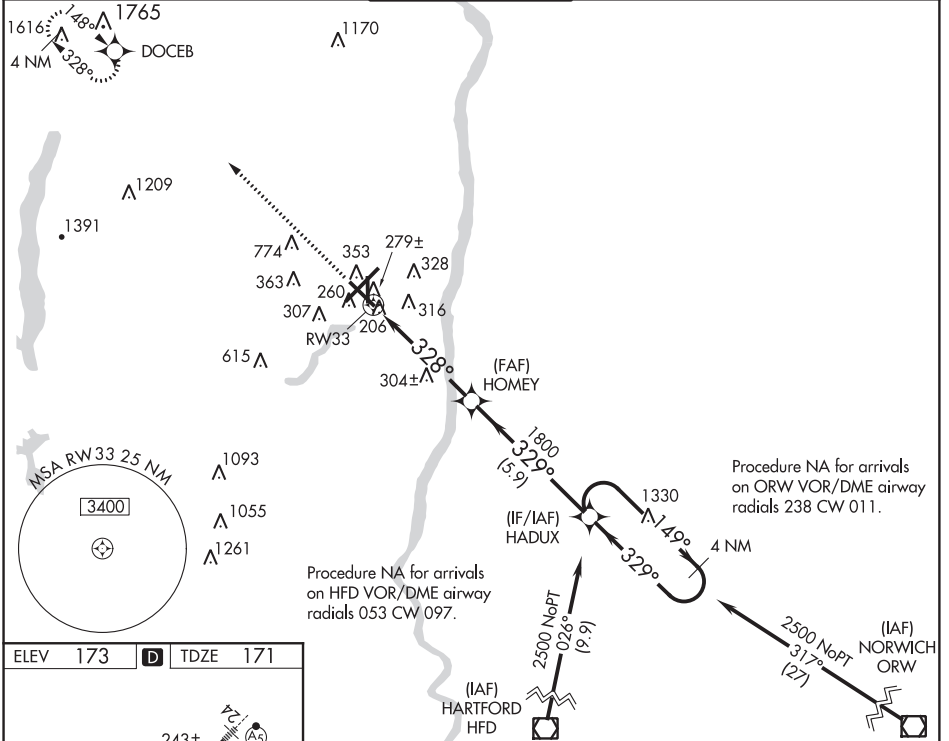 148°
1765
1616
4 NM
328°
DOCEB
1170
1209
1391
774
353
279±
328
363
260
307
316
RW33
206
615
328°
304±
(FAF)
HOMEY
1800
329°
(5.9)
1093
1055
1261
MSA RW33 25 NM
3400
Procedure NA for arrivals
on ORW VOR/DME airway
radials 238 CW 011.
1330
149°
4 NM
(IF/IAF)
HADUX
329°
Procedure NA for arrivals
on HFD VOR/DME airway
radials 053 CW 097.
2500 NoPT
026°
(9.9)
2500 NoPT
317°
(27)
(IAF)
NORWICH
ORW
(IAF)
HARTFORD
HFD
ELEV 173 D TDZE 171
24
A5
243±